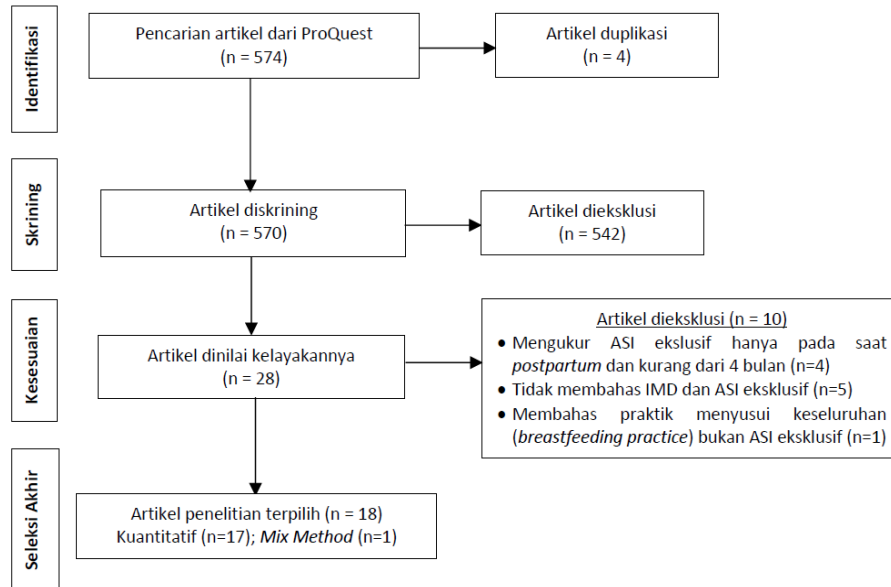 Identifikasi
Pencarian artikel dari ProQuest
(n = 574)
Artikel duplikasi
(n = 4)
Skrining
Artikel diskrining
(n = 570)
Artikel dieksklusi
(n = 542)
Kesesuaian
Artikel dinilai kelayakannya
(n = 28)
Artikel dieksklusi (n = 10)
• Mengukur ASI ekslusif hanya pada saat
postpartum dan kurang dari 4 bulan (n=4)
• Tidak membahas IMD dan ASI eksklusif (n=5)
• Membahas praktik menyusui keseluruhan
(breastfeeding practice) bukan ASI eksklusif (n=1)
Seleksi Akhir
Artikel penelitian terpilih (n = 18)
Kuantitatif (n=17); Mix Method (n=1)